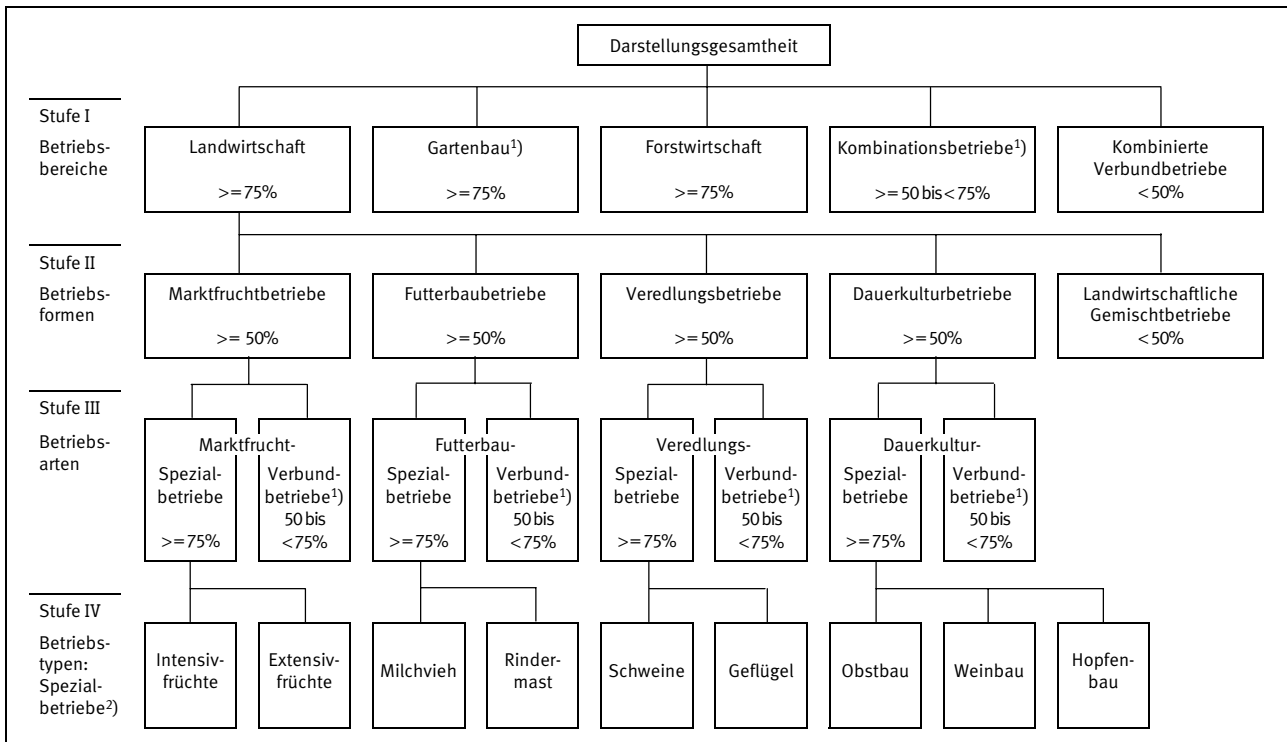 Darstellungsgesamtheit
Stufe I
Betriebs-
bereiche
Landwirtschaft
>=75%
Gartenbau¹)
>=75%
Forstwirtschaft
>=75%
Kombinationsbetriebe¹)
>=50 bis <75%
Kombinierte
Verbundbetriebe
<50%
Stufe II
Betriebs-
formen
Marktfruchtbetriebe
>= 50%
Futterbaubetriebe
>=50%
Veredlungsbetriebe
>=50%
Dauerkulturbetriebe
>=50%
Landwirtschaftliche
Gemischtbetriebe
<50%
Stufe III
Betriebs-
arten
Marktfrucht-
Spezial-
betriebe
>=75%
Verbund-
betriebe¹)
50 bis
<75%
Futterbau-
Spezial-
betriebe
>=75%
Verbund-
betriebe¹)
50 bis
<75%
Veredlungs-
Spezial-
betriebe
>=75%
Verbund-
betriebe¹)
50 bis
<75%
Dauerkultur-
Spezial-
betriebe
>=75%
Verbund-
betriebe¹)
50 bis
<75%
Stufe IV
Betriebs-
typen:
Spezial-
betriebe²)
Intensiv-
früchte
Extensiv-
früchte
Milchvieh
Rinder-
mast
Schweine
Geflügel
Obstbau
Weinbau
Hopfen-
bau